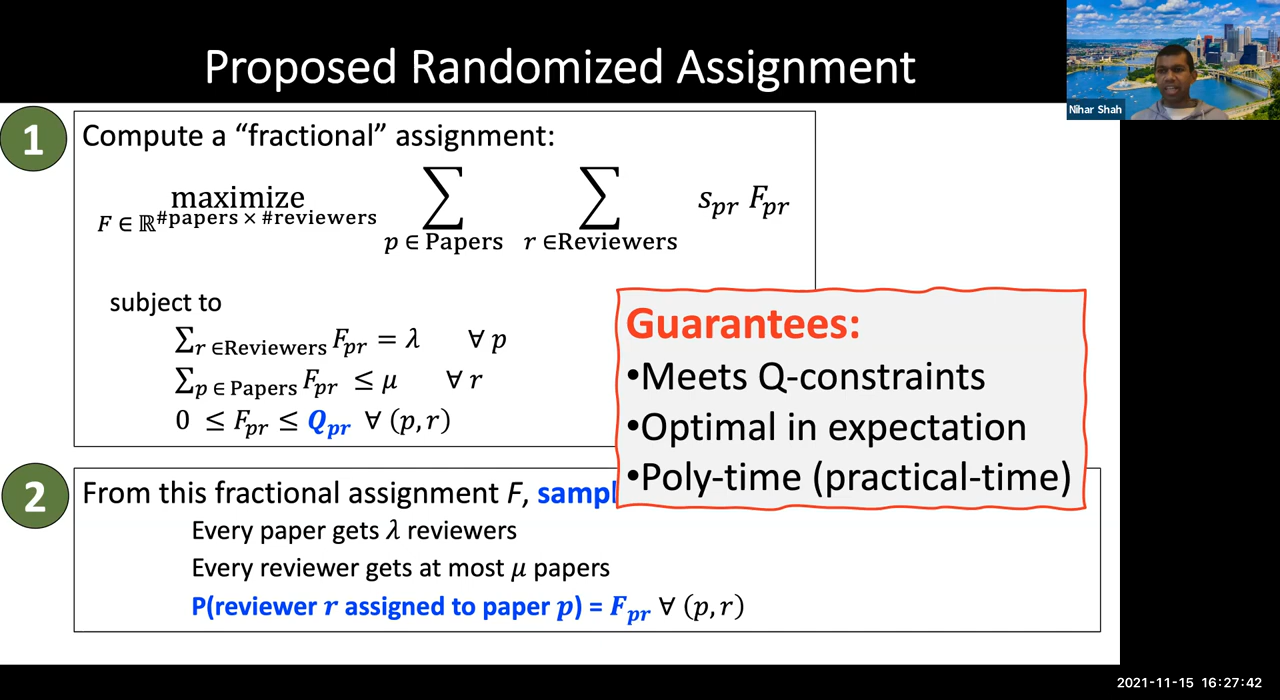 Proposed Randomized Assignment
Nihar Shah
1
Compute a “fractional” assignment:
maximize ∑ ∑ s_pr F_pr
F ∈ ℝ^#papers × #reviewers
p ∈ Papers r ∈Reviewers
subject to
∑_r ∈Reviewers F_pr = λ ∀ p
∑_p ∈ Papers F_pr ≤ μ ∀ r
0 ≤ F_pr ≤ Q_pr ∀ (p, r)
Guarantees:
•Meets Q-constraints
•Optimal in expectation
•Poly-time (practical-time)
2
From this fractional assignment F,
Every paper gets λ reviewers
Every reviewer gets at most μ papers
P(reviewer r assigned to paper p) = F_pr ∀ (p, r)
2021-11-15 16:27:42